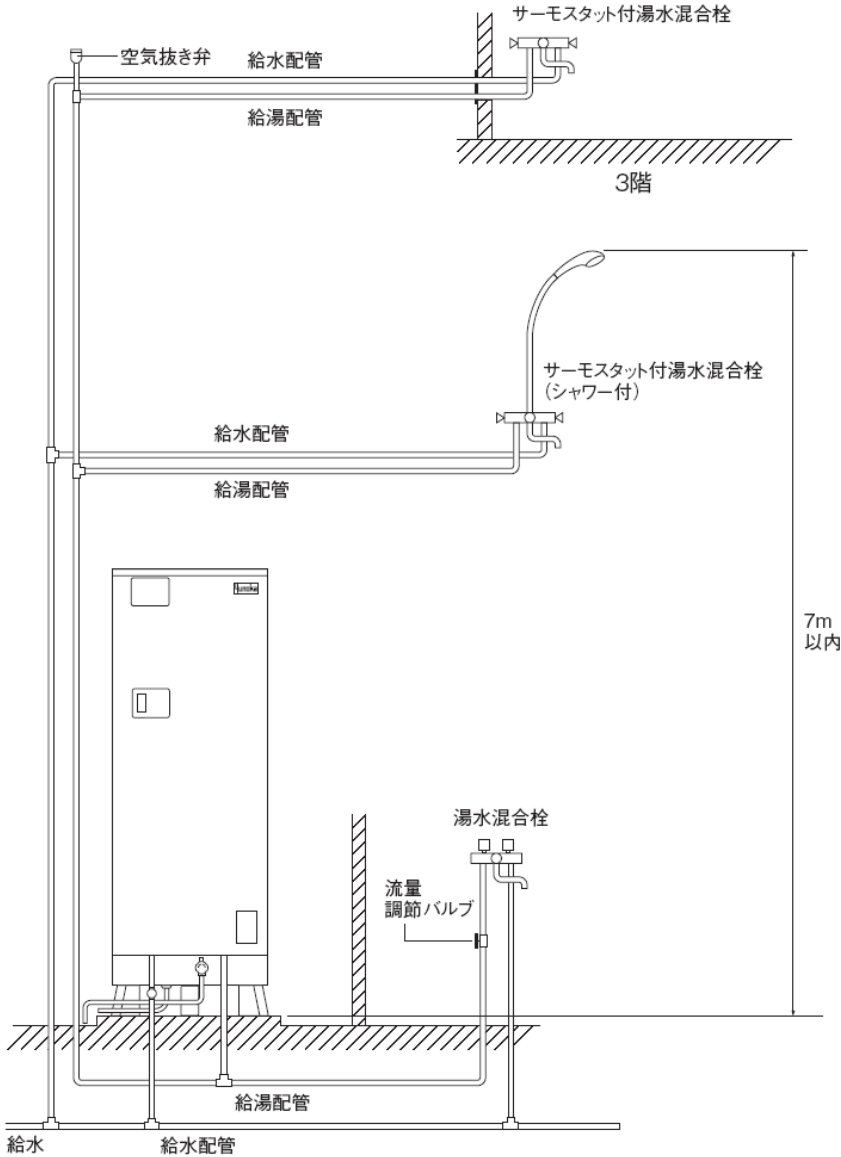 サーモスタット付湯水混合栓
空気抜き弁
給水配管
給湯配管
3階
サーモスタット付湯水混合栓
（シャワー付）
給水配管
給湯配管
7m
以内
湯水混合栓
流量
調節バルブ
給湯配管
給水
給水配管